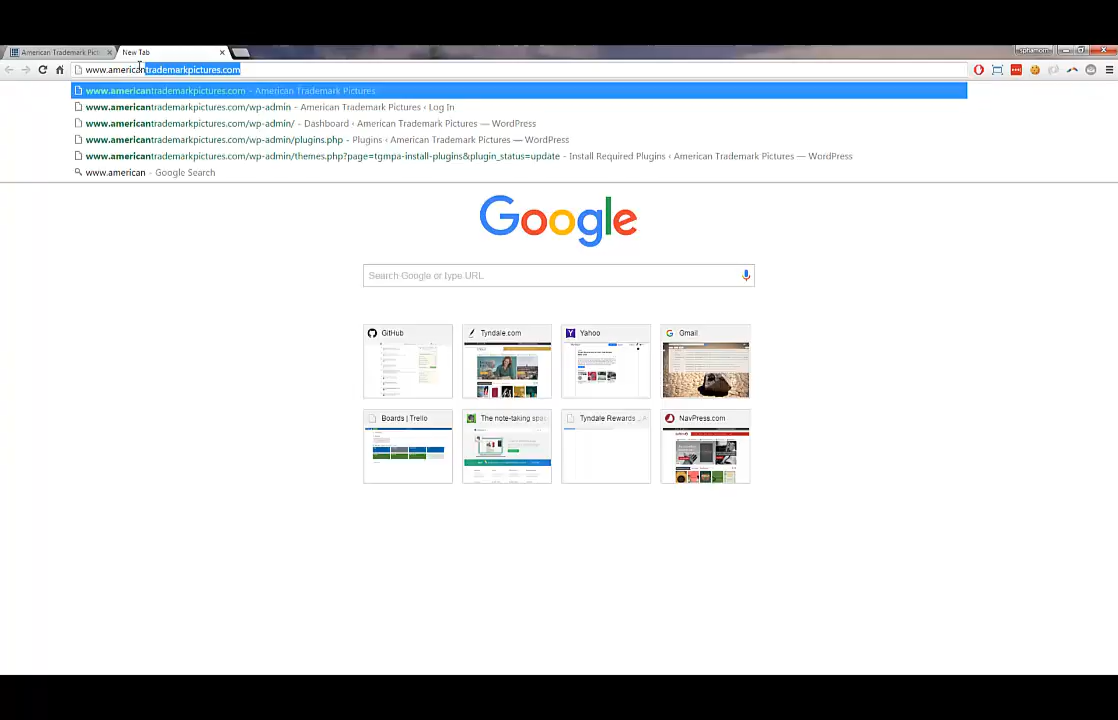 American Trademark Pict
New Tab
sphamom
www.americantrademarkpictures.com
www.americantrademarkpictures.com - American Trademark Pictures
www.americantrademarkpictures.com/wp-admin - American Trademark Pictures ‹ Log In
www.americantrademarkpictures.com/wp-admin/ - Dashboard ‹ American Trademark Pictures — WordPress
www.americantrademarkpictures.com/wp-admin/plugins.php - Plugins ‹ American Trademark Pictures — WordPress
www.americantrademarkpictures.com/wp-admin/themes.php?page=tgmpa-install-plugins&plugin_status=update - Install Required Plugins ‹ American Trademark Pictures — WordPress
www.american - Google Search
Google
Search Google or type URL
GitHub
Tyndale.com
Yahoo
Gmail
Boards | Trello
The note-taking spac
Tyndale Rewards
NavPress.com